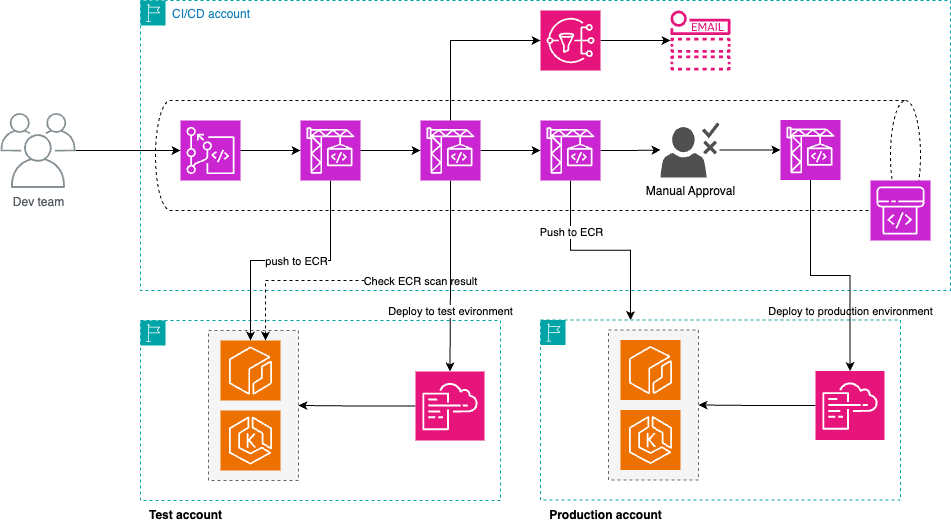 CI/CD account
EMAIL
Dev team
Manual Approval
Push to ECR
push to ECR
Check ECR scan result
Deploy to test evironment
Deploy to production environment
K
K
Test account
Production account